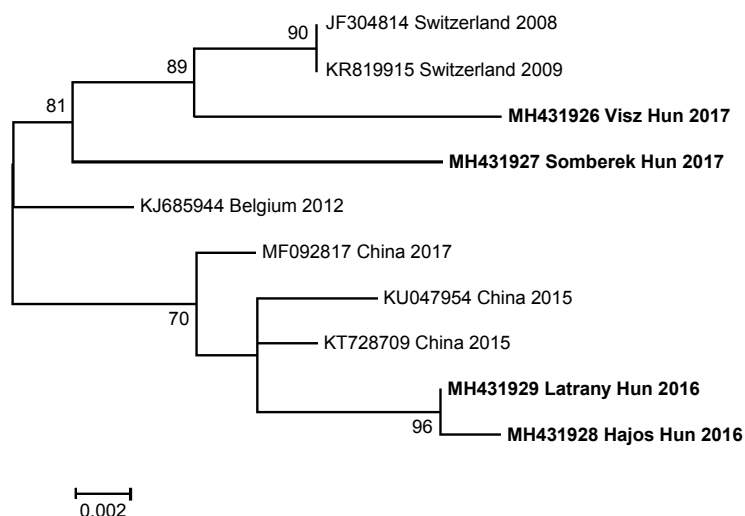 90
JF304814 Switzerland 2008
KR819915 Switzerland 2009
89
MH431926 Visz Hun 2017
81
MH431927 Somberek Hun 2017
KJ685944 Belgium 2012
MF092817 China 2017
KU047954 China 2015
70
KT728709 China 2015
MH431929 Latrany Hun 2016
96
MH431928 Hajos Hun 2016
0.002